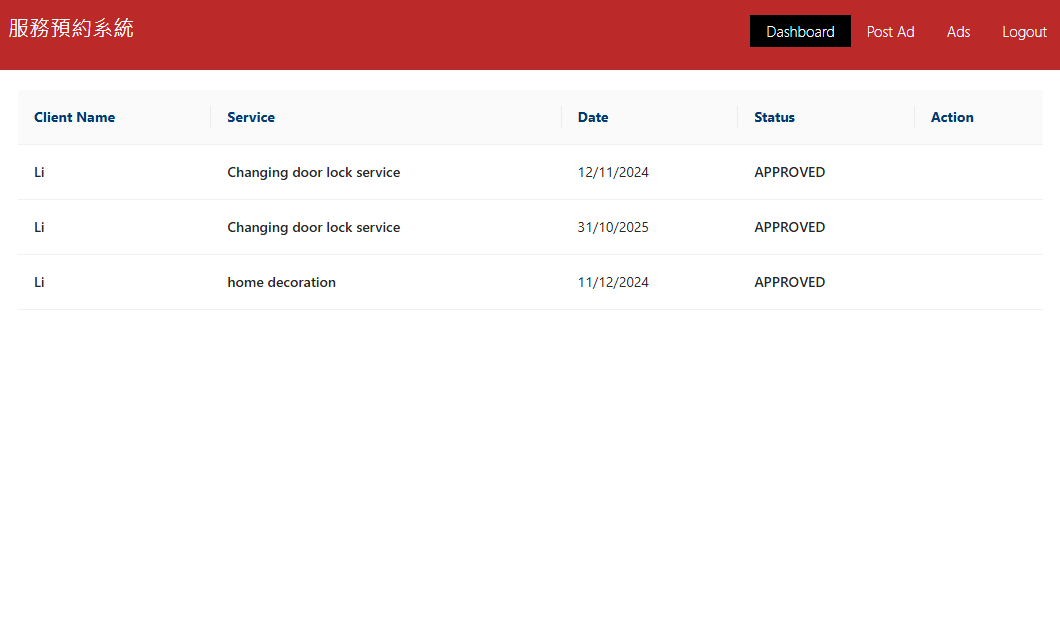 服務預約系統
Dashboard Post Ad Ads Logout
Client Name Service Date Status Action
Li Changing door lock service 12/11/2024 APPROVED
Li Changing door lock service 31/10/2025 APPROVED
Li home decoration 11/12/2024 APPROVED